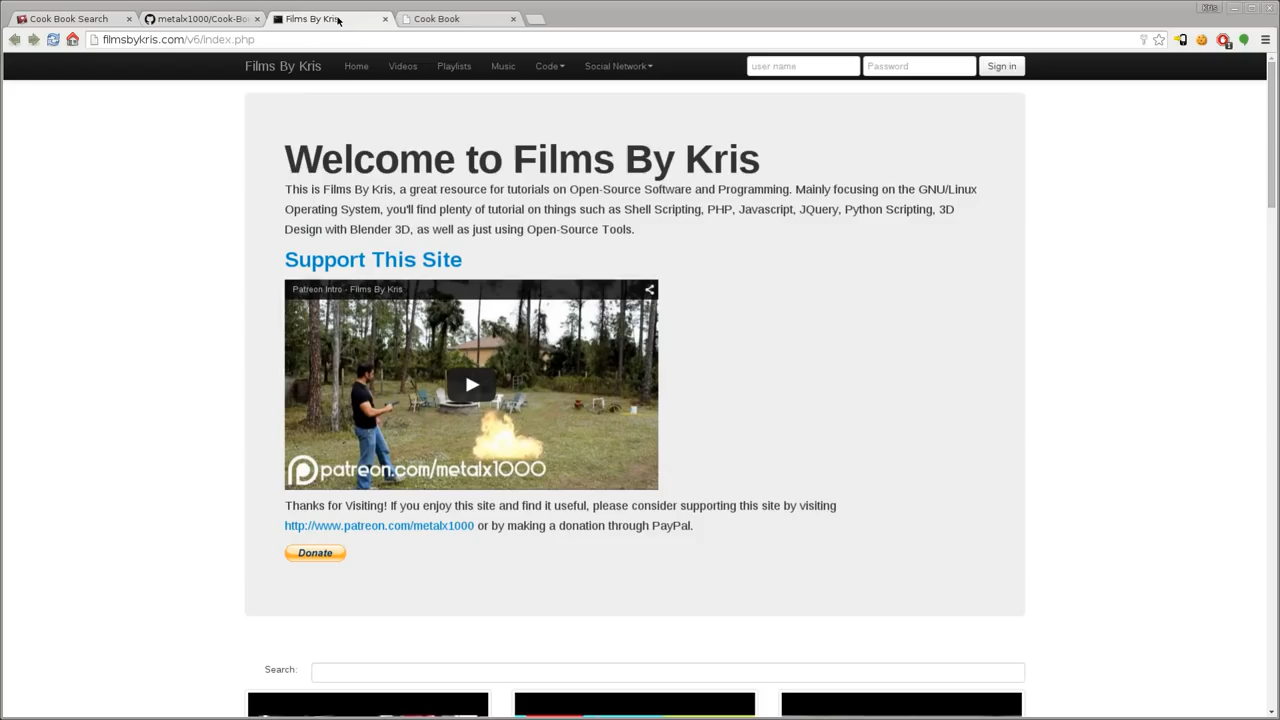 Kris
Cook Book Search
metalx1000/Cook-Bo
Films By Kris
Cook Book
filmsbykris.com/v6/index.php
Films By Kris Home Videos Playlists Music Code Social Network user name Password Sign in
Welcome to Films By Kris
This is Films By Kris, a great resource for tutorials on Open-Source Software and Programming. Mainly focusing on the GNU/Linux
Operating System, you'll find plenty of tutorial on things such as Shell Scripting, PHP, Javascript, JQuery, Python Scripting, 3D
Design with Blender 3D, as well as just using Open-Source Tools.
Support This Site
Patreon Intro - Films By Kris
patreon.com/metalx1000
Thanks for Visiting! If you enjoy this site and find it useful, please consider supporting this site by visiting
http://www.patreon.com/metalx1000 or by making a donation through PayPal.
Donate
Search: